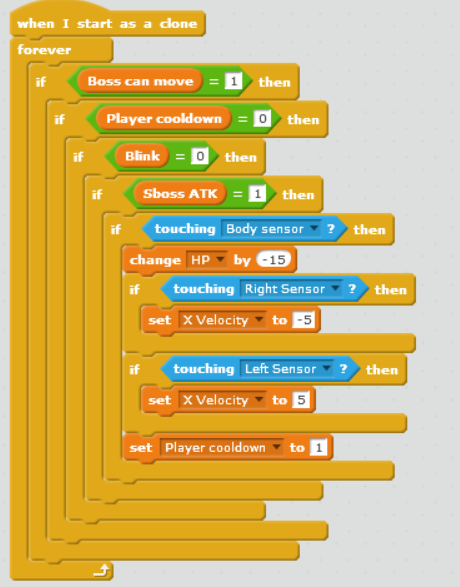 when I start as a clone
forever
if Boss can move = 1 then
if Player cooldown = 0 then
if Blink = 0 then
if Sboss ATK = 1 then
if touching Body sensor ? then
change HP by -15
if touching Right Sensor ? then
set X Velocity to -5
if touching Left Sensor ? then
set X Velocity to 5
set Player cooldown to 1